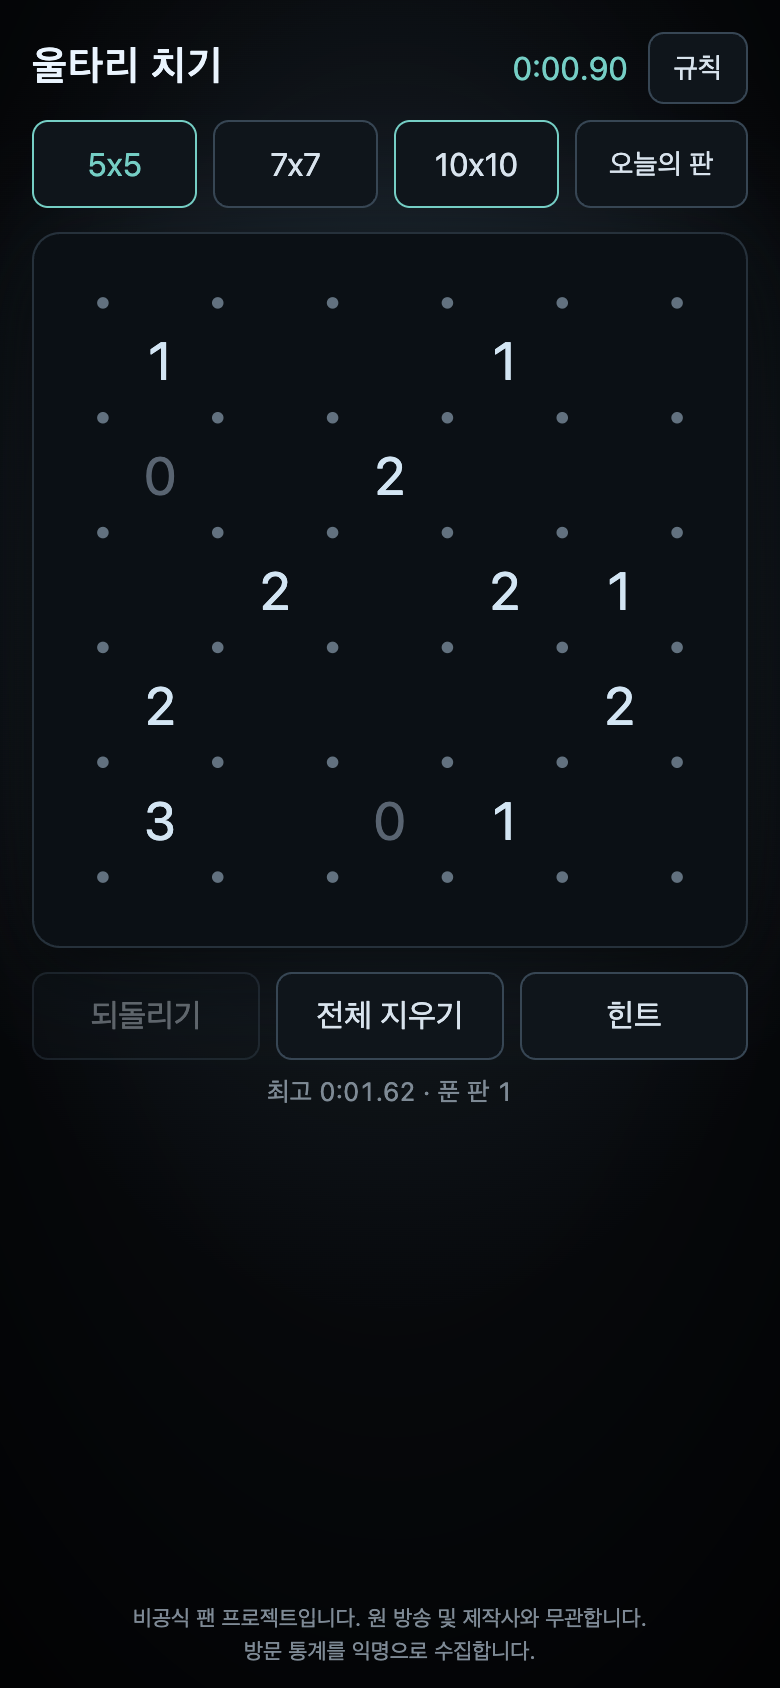 울타리 치기 0:00.90 규칙
5x5 7x7 10x10 오늘의 판
1 1
0 2
2 2 1
2 2
3 0 1
되돌리기 전체 지우기 힌트
최고 0:01.62 · 푼 판 1
비공식 팬 프로젝트입니다. 원 방송 및 제작사와 무관합니다.
방문 통계를 익명으로 수집합니다.